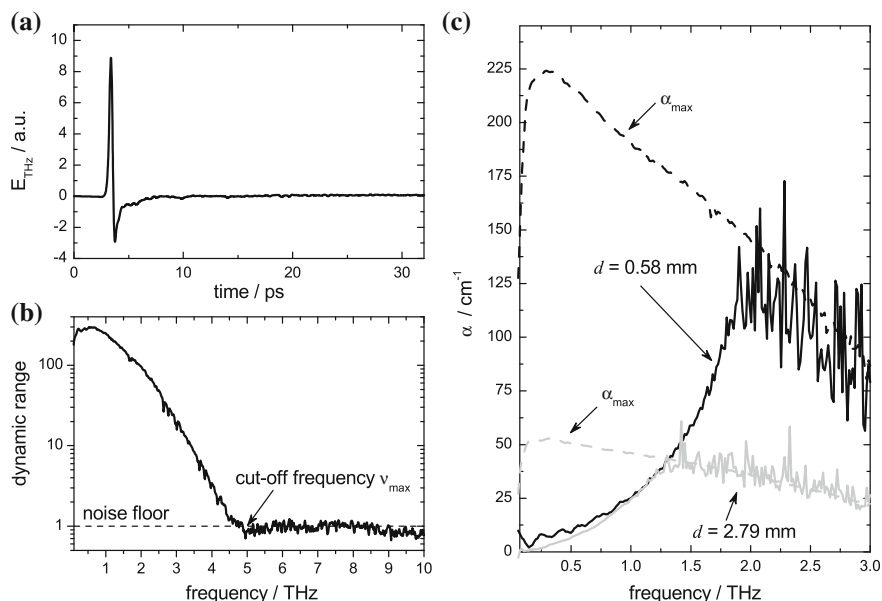 (a)
10
8
6
4
2
0
-2
-4
E_THz / a.u.
0 10 20 30
time / ps
(b)
100
10
1
dynamic range
noise floor
cut-off frequency ν_max
0 1 2 3 4 5 6 7 8 9 10
frequency / THz
(c)
225
200
175
150
125
100
75
50
25
0
α / cm⁻¹
α_max
d = 0.58 mm
α_max
d = 2.79 mm
0.5 1.0 1.5 2.0 2.5 3.0
frequency / THz